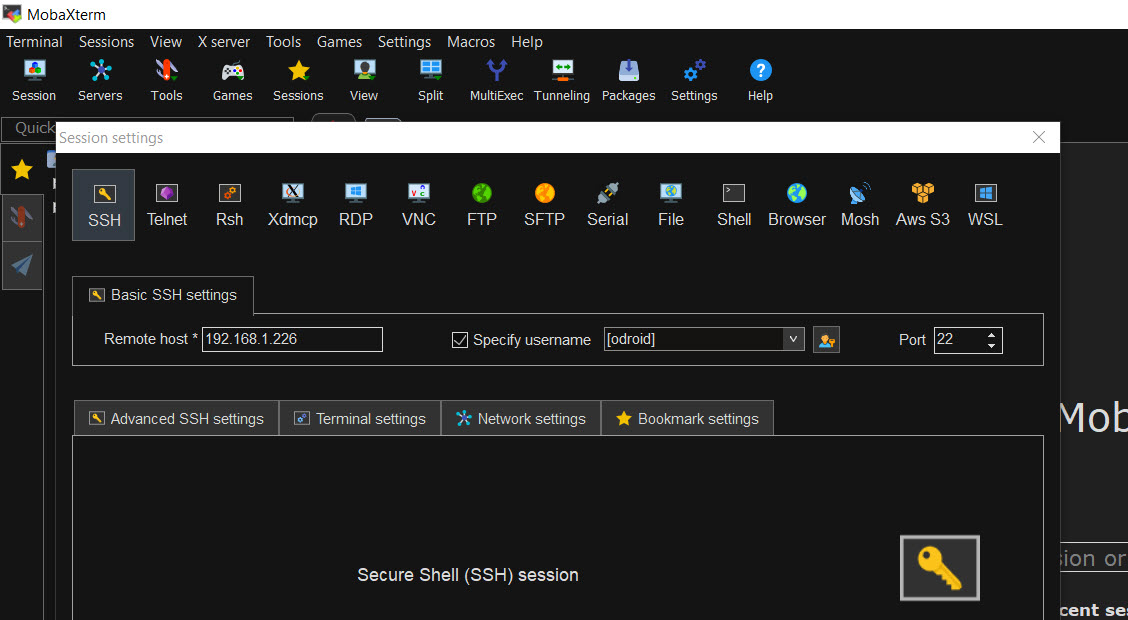 MobaXterm
Terminal Sessions View X server Tools Games Settings Macros Help
Session Servers Tools Games Sessions View Split MultiExec Tunneling Packages Settings Help
Quick
Session settings
SSH Telnet Rsh Xdmcp RDP VNC FTP SFTP Serial File Shell Browser Mosh Aws S3 WSL
Basic SSH settings
Remote host * 192.168.1.226 Specify username [odroid] Port 22
Mob
Advanced SSH settings Terminal settings Network settings Bookmark settings
sion or
Secure Shell (SSH) session
cent ses